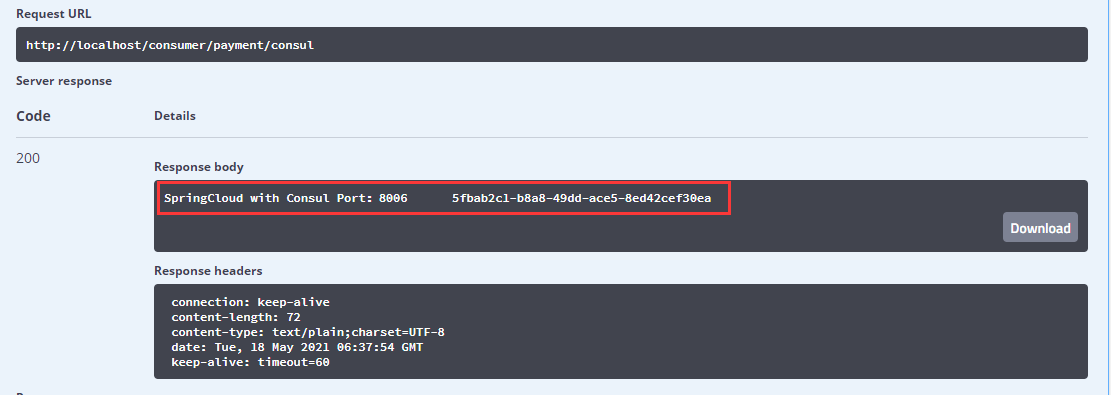 Request URL
http://localhost/consumer/payment/consul
Server response
Code Details
200
Response body
SpringCloud with Consul Port: 8006 5fbab2c1-b8a8-49dd-ace5-8ed42cef30ea
Download
Response headers
connection: keep-alive
content-length: 72
content-type: text/plain;charset=UTF-8
date: Tue, 18 May 2021 06:37:54 GMT
keep-alive: timeout=60